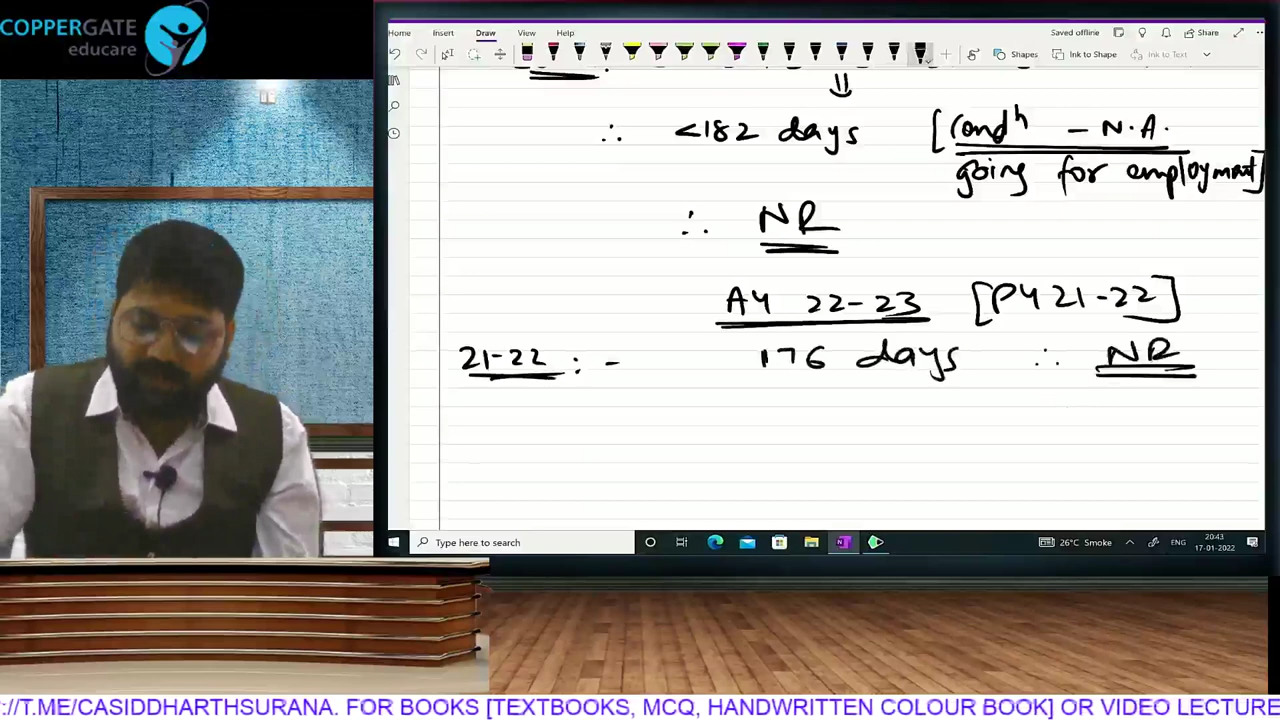 COPPERGATE
educare
Home Insert Draw View Help
Saved offline
Share
Shapes
Ink to Shape
Ink to Text
∴ <182 days [Condn - N.A.
going for employment]
∴ NR
AY 22-23 [PY 21-22]
21-22 :- 176 days ∴ NR
Type here to search
26°C Smoke
ENG
20:43
17-01-2022
://T.ME/CASIDDHARTHSURANA. FOR BOOKS [TEXTBOOKS, MCQ, HANDWRITTEN COLOUR BOOK] OR VIDEO LECTURE